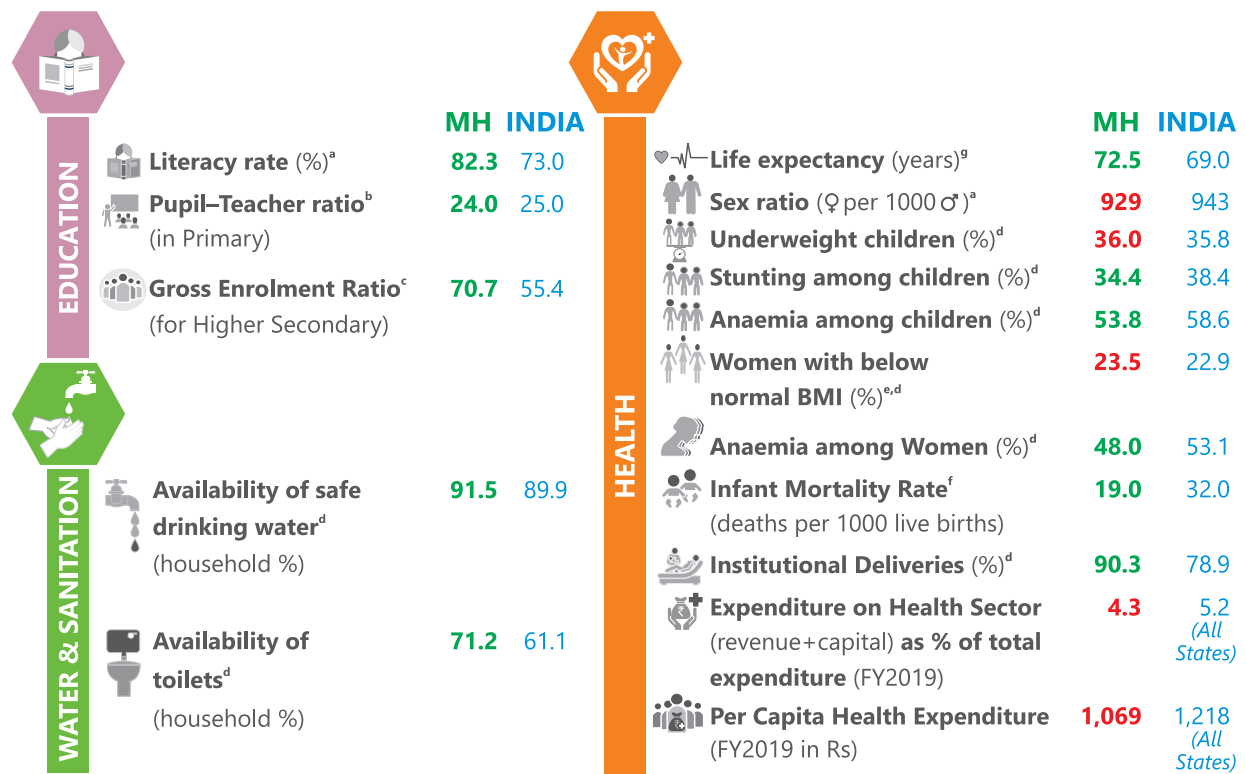 EDUCATION
MH INDIA
Literacy rate (%)ᵃ 82.3 73.0
Pupil–Teacher ratioᵇ 24.0 25.0
(in Primary)
Gross Enrolment Ratioᶜ 70.7 55.4
(for Higher Secondary)
WATER & SANITATION
Availability of safe 91.5 89.9
drinking waterᵈ
(household %)
Availability of 71.2 61.1
toiletsᵈ
(household %)
HEALTH
MH INDIA
Life expectancy (years)ᵍ 72.5 69.0
Sex ratio (♀ per 1000 ♂)ᵃ 929 943
Underweight children (%)ᵈ 36.0 35.8
Stunting among children (%)ᵈ 34.4 38.4
Anaemia among children (%)ᵈ 53.8 58.6
Women with below 23.5 22.9
normal BMI (%)ᵉ,ᵈ
Anaemia among Women (%)ᵈ 48.0 53.1
Infant Mortality Rateᶠ 19.0 32.0
(deaths per 1000 live births)
Institutional Deliveries (%)ᵈ 90.3 78.9
Expenditure on Health Sector 4.3 5.2
(revenue+capital) as % of total (All
expenditure (FY2019) States)
Per Capita Health Expenditure 1,069 1,218
(FY2019 in Rs) (All
States)